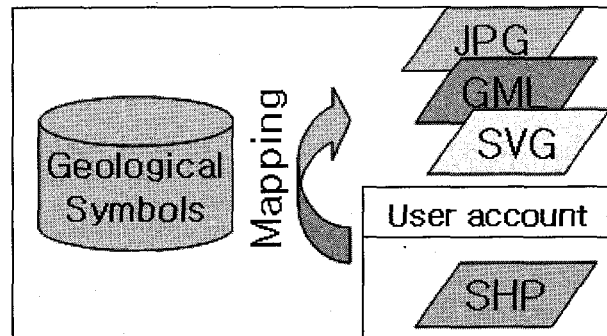 JPG
GML
SVG
Geological
Symbols
Mapping
User account
SHP